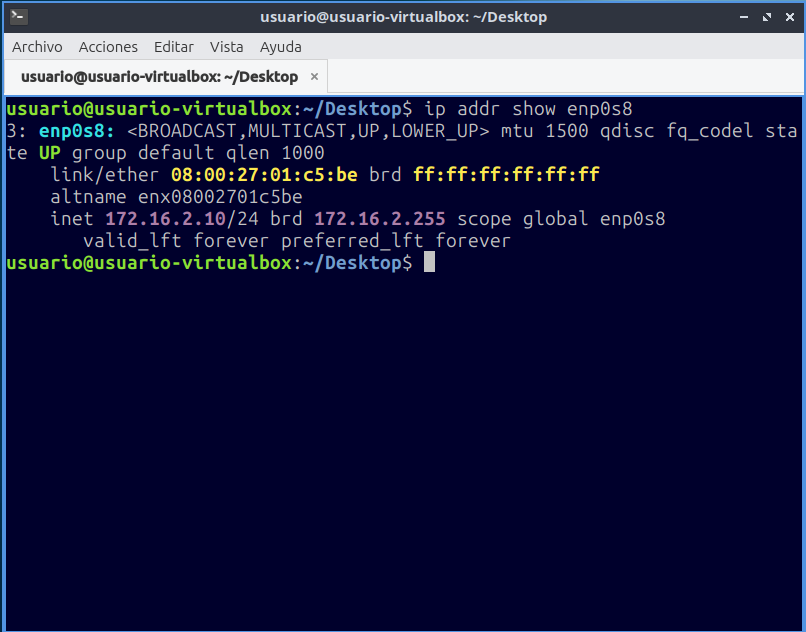 usuario@usuario-virtualbox: ~/Desktop
Archivo Acciones Editar Vista Ayuda
usuario@usuario-virtualbox: ~/Desktop ×
usuario@usuario-virtualbox:~/Desktop$ ip addr show enp0s8
3: enp0s8: <BROADCAST,MULTICAST,UP,LOWER_UP> mtu 1500 qdisc fq_codel sta
te UP group default qlen 1000
    link/ether 08:00:27:01:c5:be brd ff:ff:ff:ff:ff:ff
    altname enx08002701c5be
    inet 172.16.2.10/24 brd 172.16.2.255 scope global enp0s8
       valid_lft forever preferred_lft forever
usuario@usuario-virtualbox:~/Desktop$